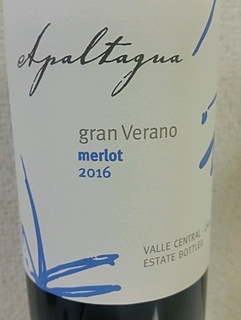 Apaltagua
gran Verano
merlot
2016
VALLE CENTRAL
ESTATE BOTTLED